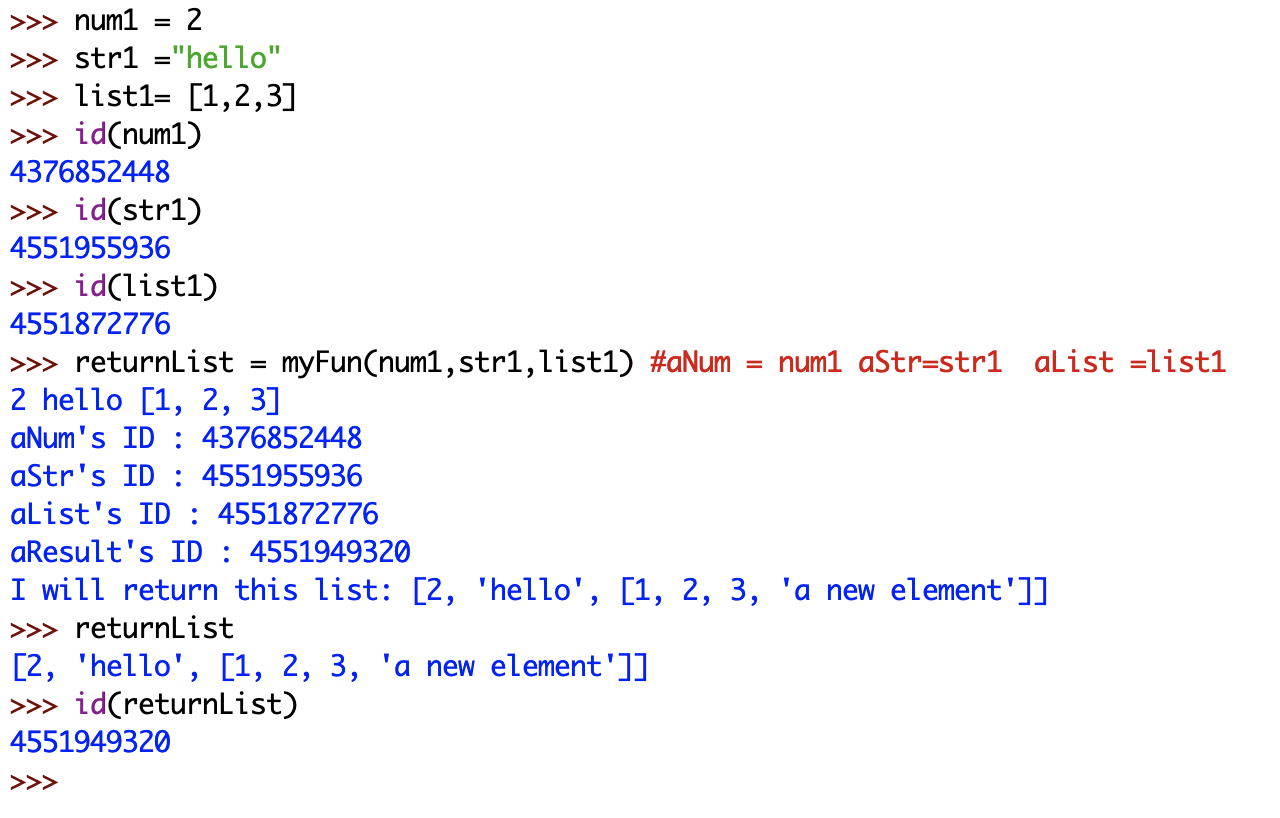 >>> num1 = 2
>>> str1 ="hello"
>>> list1= [1,2,3]
>>> id(num1)
4376852448
>>> id(str1)
4551955936
>>> id(list1)
4551872776
>>> returnList = myFun(num1,str1,list1) #aNum = num1 aStr=str1  aList =list1
2 hello [1, 2, 3]
aNum's ID : 4376852448
aStr's ID : 4551955936
aList's ID : 4551872776
aResult's ID : 4551949320
I will return this list: [2, 'hello', [1, 2, 3, 'a new element']]
>>> returnList
[2, 'hello', [1, 2, 3, 'a new element']]
>>> id(returnList)
4551949320
>>>